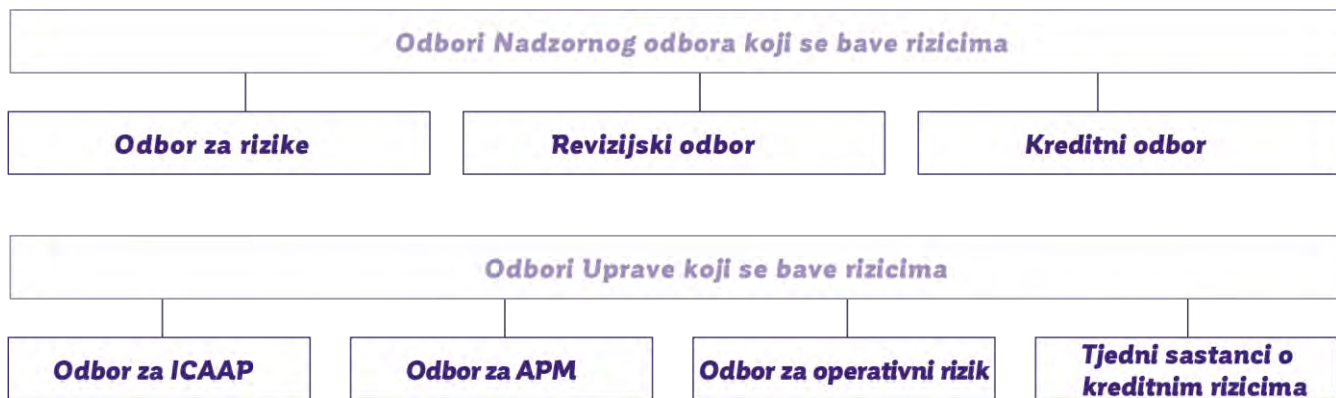 Odbori Nadzornog odbora koji se bave rizicima
Odbor za rizike
Revizijski odbor
Kreditni odbor
Odbori Uprave koji se bave rizicima
Odbor za ICAAP
Odbor za APM
Odbor za operativni rizik
Tjedni sastanci o
kreditnim rizicima